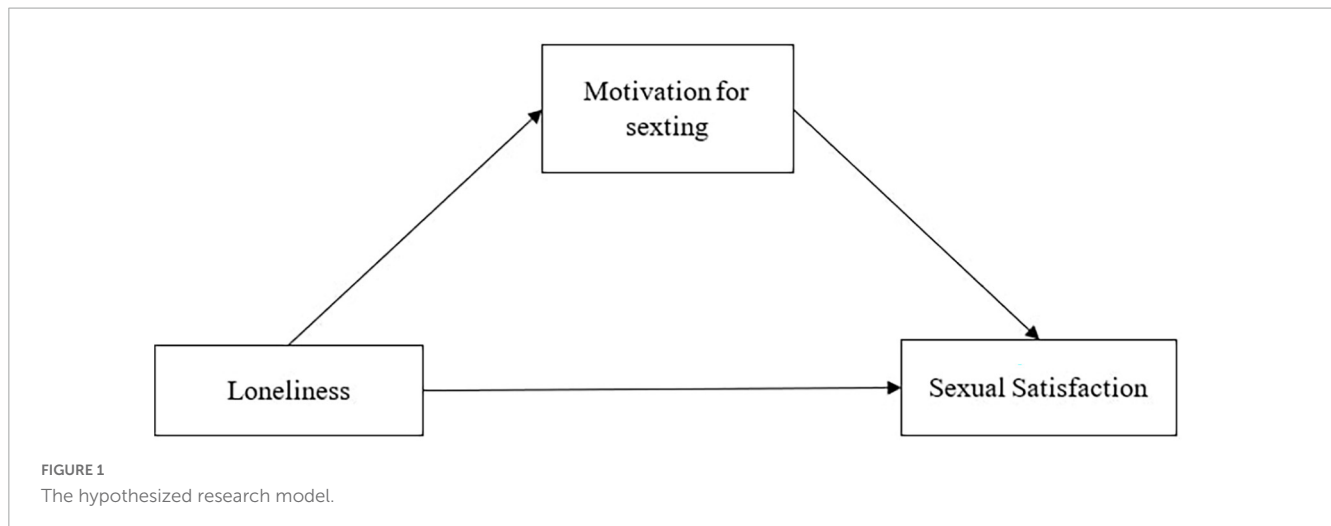 Motivation for
sexting
Loneliness
Sexual Satisfaction
FIGURE 1
The hypothesized research model.